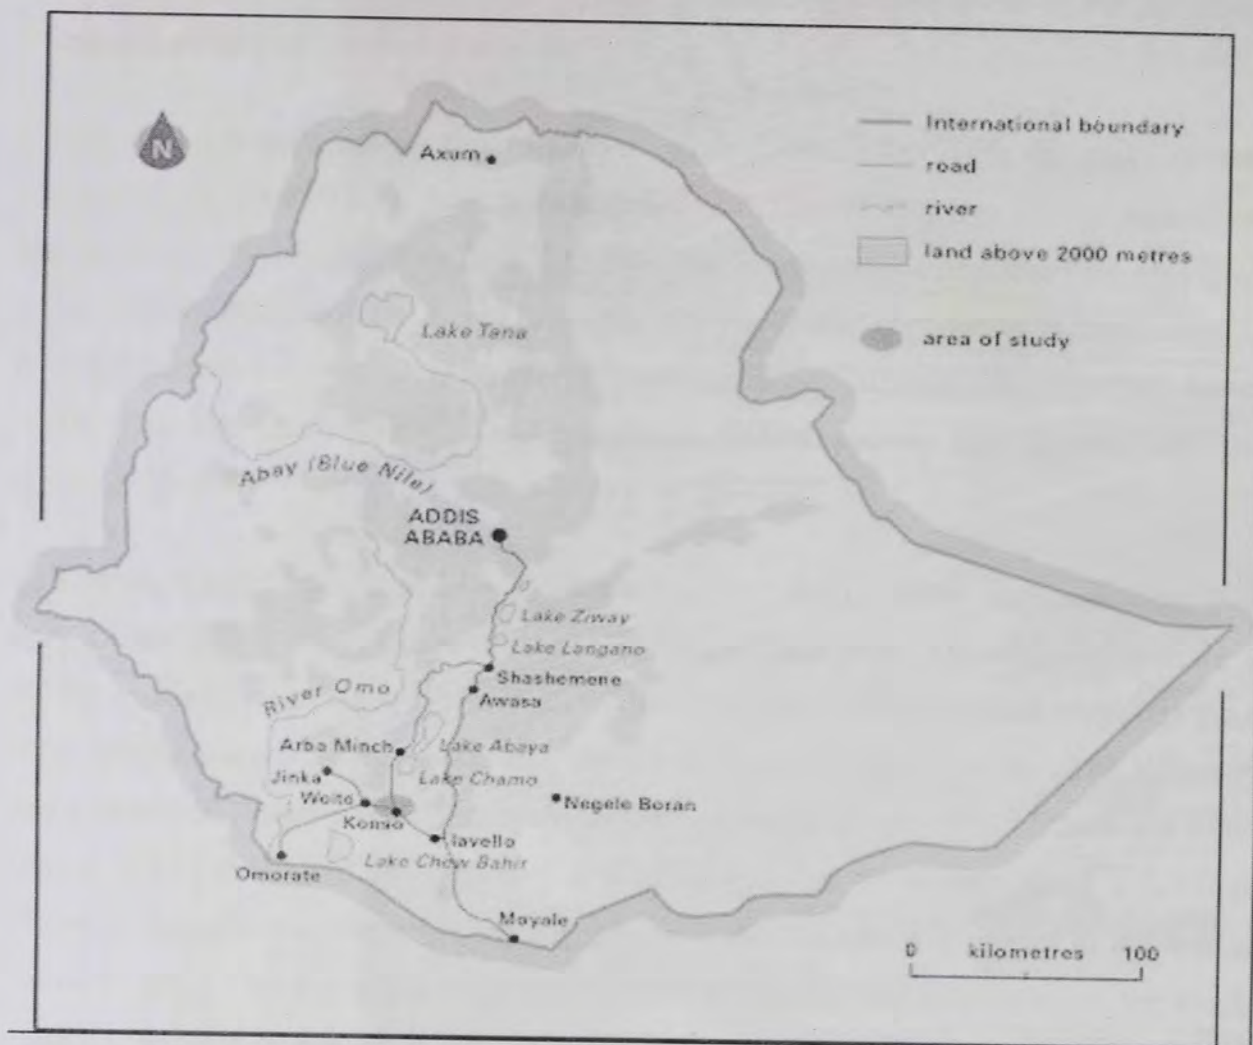 N
Axum
International boundary
road
river
land above 2000 metres
area of study
Lake Tana
Abay (Blue Nile)
ADDIS
ABABA
Lake Ziway
Lake Langano
Shashemene
Awasa
River Omo
Arba Minch
Lake Abaya
Jinka
Lake Chamo
Weito
Negele Boran
Konso
Iavello
Lake Chew Bahir
Omorate
Moyale
0 kilometres 100